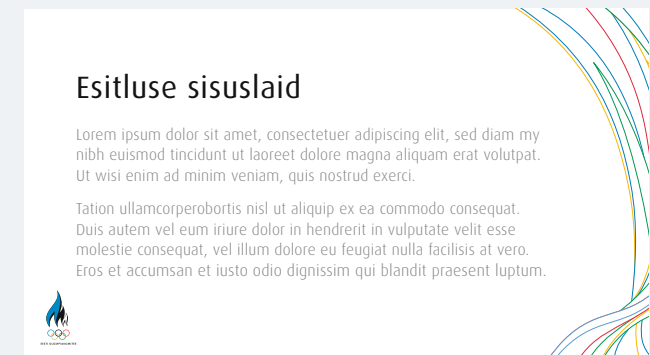 Esitluse sisuslaid
Lorem ipsum dolor sit amet, consectetuer adipiscing elit, sed diam my
nibh euismod tincidunt ut laoreet dolore magna aliquam erat volutpat.
Ut wisi enim ad minim veniam, quis nostrud exerci.
Tation ullamcorperobortis nisl ut aliquip ex ea commodo consequat.
Duis autem vel eum iriure dolor in hendrerit in vulputate velit esse
molestie consequat, vel illum dolore eu feugiat nulla facilisis at vero.
Eros et accumsan et iusto odio dignissim qui blandit praesent luptum.
EESTI OLÜMPIAKOMITEE